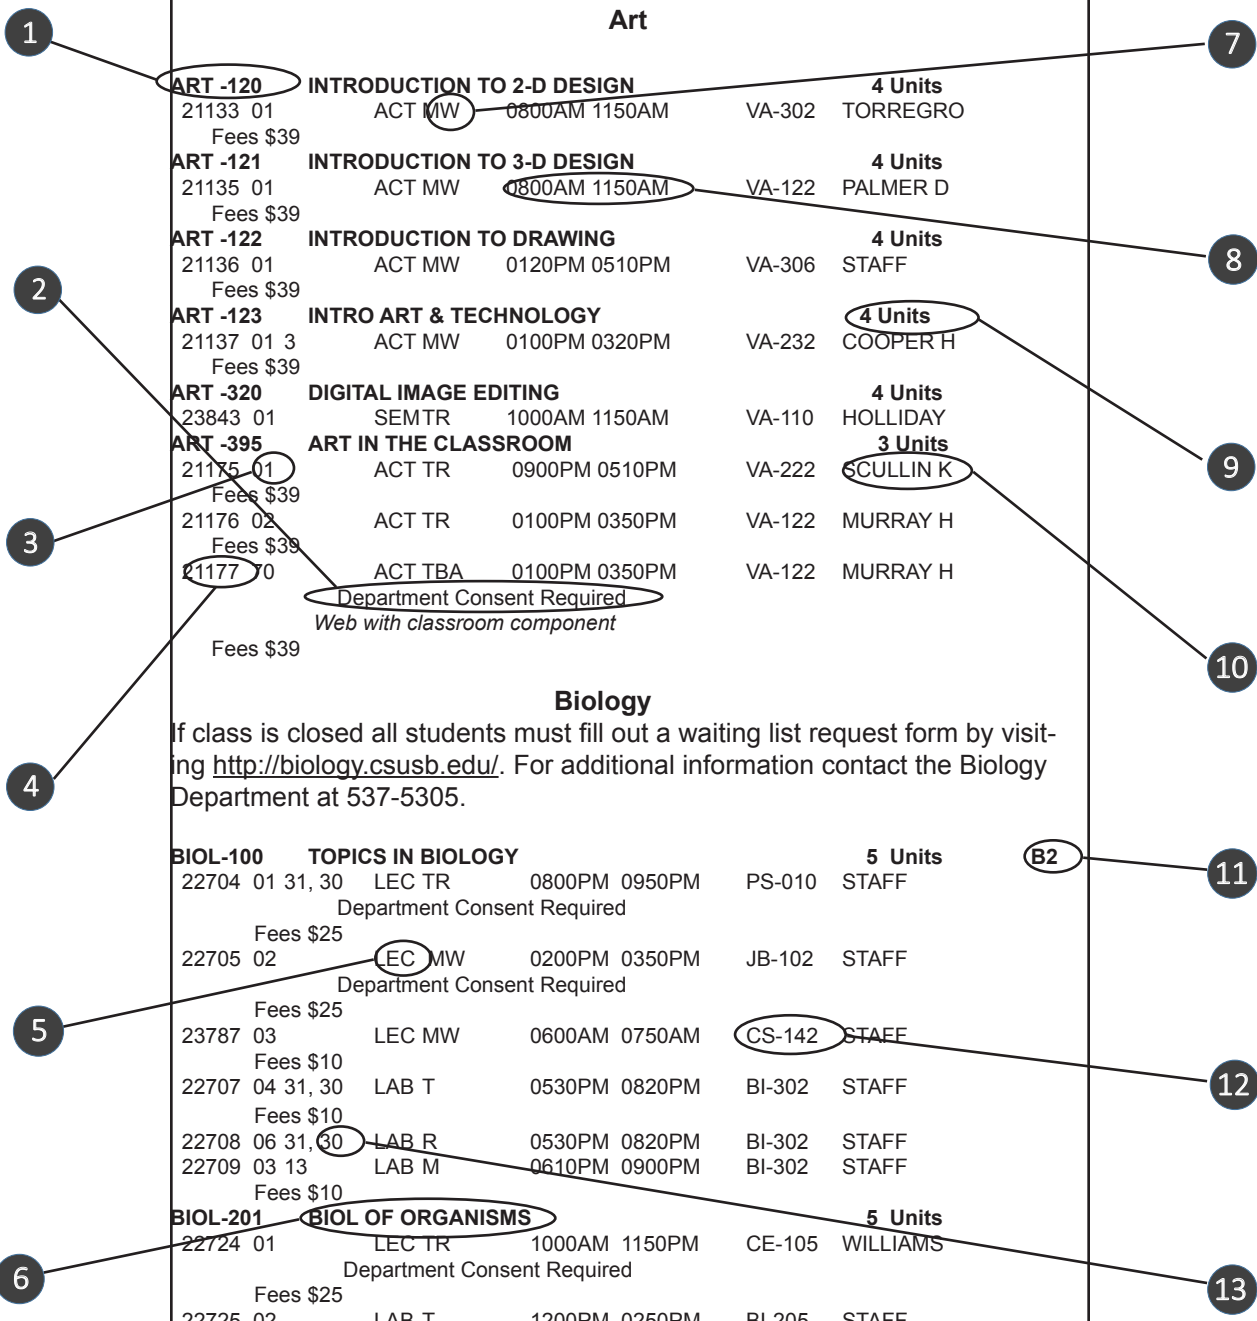 Art
1
7
ART -120 INTRODUCTION TO 2-D DESIGN 4 Units
21133 01 ACT MW 0800AM 1150AM VA-302 TORREGRO
Fees $39
ART -121 INTRODUCTION TO 3-D DESIGN 4 Units
21135 01 ACT MW 0800AM 1150AM VA-122 PALMER D
Fees $39
ART -122 INTRODUCTION TO DRAWING 4 Units
8
21136 01 ACT MW 0120PM 0510PM VA-306 STAFF
2
Fees $39
ART -123 INTRO ART & TECHNOLOGY 4 Units
21137 01 3 ACT MW 0100PM 0320PM VA-232 COOPER H
Fees $39
ART -320 DIGITAL IMAGE EDITING 4 Units
23843 01 SEMTR 1000AM 1150AM VA-110 HOLLIDAY
ART -395 ART IN THE CLASSROOM 3 Units
21175 01 ACT TR 0900PM 0510PM VA-222 SCULLIN K
9
Fees $39
21176 02 ACT TR 0100PM 0350PM VA-122 MURRAY H
3
Fees $39
21177 70 ACT TBA 0100PM 0350PM VA-122 MURRAY H
Department Consent Required
Web with classroom component
Fees $39
10
Biology
If class is closed all students must fill out a waiting list request form by visit-
ing http://biology.csusb.edu/. For additional information contact the Biology
4
Department at 537-5305.
BIOL-100 TOPICS IN BIOLOGY 5 Units B2
11
22704 01 31, 30 LEC TR 0800PM 0950PM PS-010 STAFF
Department Consent Required
Fees $25
22705 02 LEC MW 0200PM 0350PM JB-102 STAFF
Department Consent Required
Fees $25
5
23787 03 LEC MW 0600AM 0750AM CS-142 STAFF
Fees $10
22707 04 31, 30 LAB T 0530PM 0820PM BI-302 STAFF
12
Fees $10
22708 06 31, 30 LAB R 0530PM 0820PM BI-302 STAFF
22709 03 13 LAB M 0610PM 0900PM BI-302 STAFF
Fees $10
BIOL-201 BIOL OF ORGANISMS 5 Units
22724 01 LEC TR 1000AM 1150PM CE-105 WILLIAMS
6
Department Consent Required
13
Fees $25
22725 02 LAB T 1200PM 0250PM BI-205 STAFF